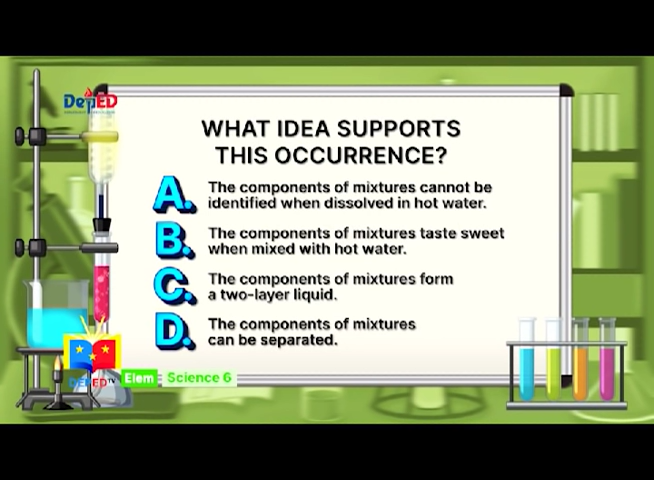 DepED
WHAT IDEA SUPPORTS
THIS OCCURRENCE?
A. The components of mixtures cannot be
identified when dissolved in hot water.
B. The components of mixtures taste sweet
when mixed with hot water.
C. The components of mixtures form
a two-layer liquid.
D. The components of mixtures
can be separated.
DEPED TV
Elem Science 6